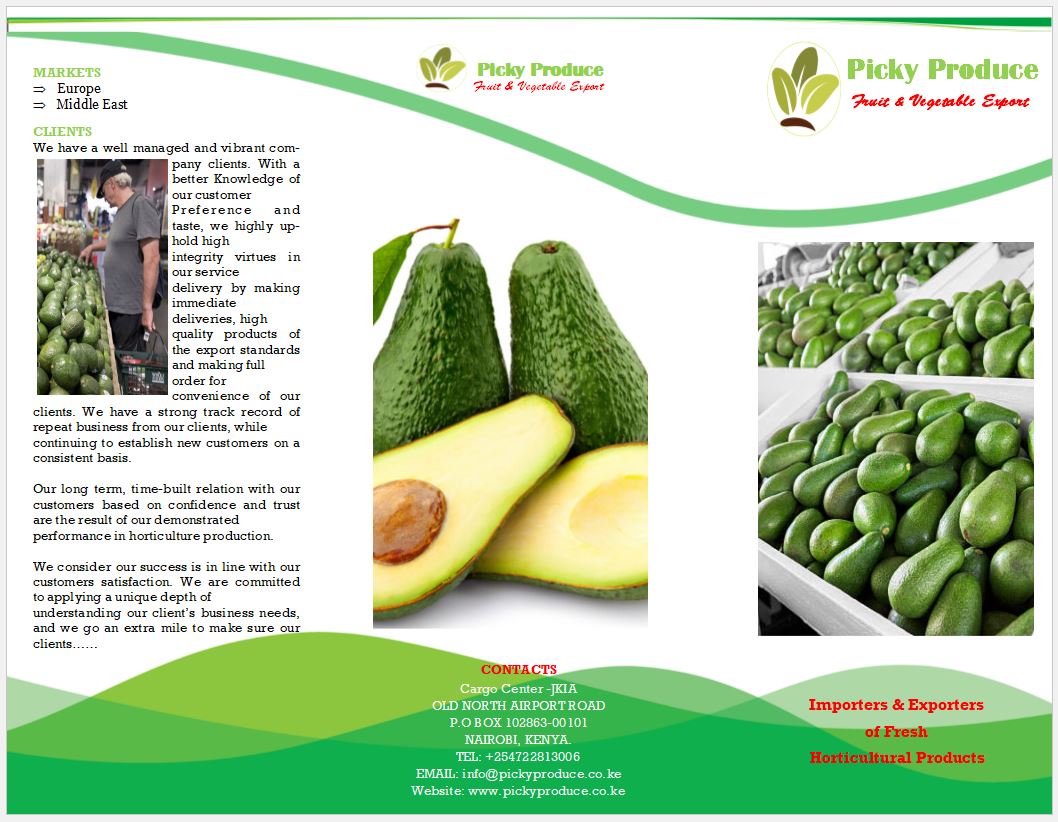 MARKETS
⇒ Europe
⇒ Middle East
CLIENTS
We have a well managed and vibrant com-
pany clients. With a
better Knowledge of
our customer
Preference and
taste, we highly up-
hold high
integrity virtues in
our service
delivery by making
immediate
deliveries, high
quality products of
the export standards
and making full
order for
convenience of our
clients. We have a strong track record of
repeat business from our clients, while
continuing to establish new customers on a
consistent basis.
Our long term, time-built relation with our
customers based on confidence and trust
are the result of our demonstrated
performance in horticulture production.
We consider our success is in line with our
customers satisfaction. We are committed
to applying a unique depth of
understanding our client's business needs,
and we go an extra mile to make sure our
clients......
Picky Produce
Fruit & Vegetable Export
CONTACTS
Cargo Center -JKIA
OLD NORTH AIRPORT ROAD
P.O BOX 102863-00101
NAIROBI, KENYA.
TEL: +254722813006
EMAIL: info@pickyproduce.co.ke
Website: www.pickyproduce.co.ke
Picky Produce
Fruit & Vegetable Export
Importers & Exporters
of Fresh
Horticultural Products